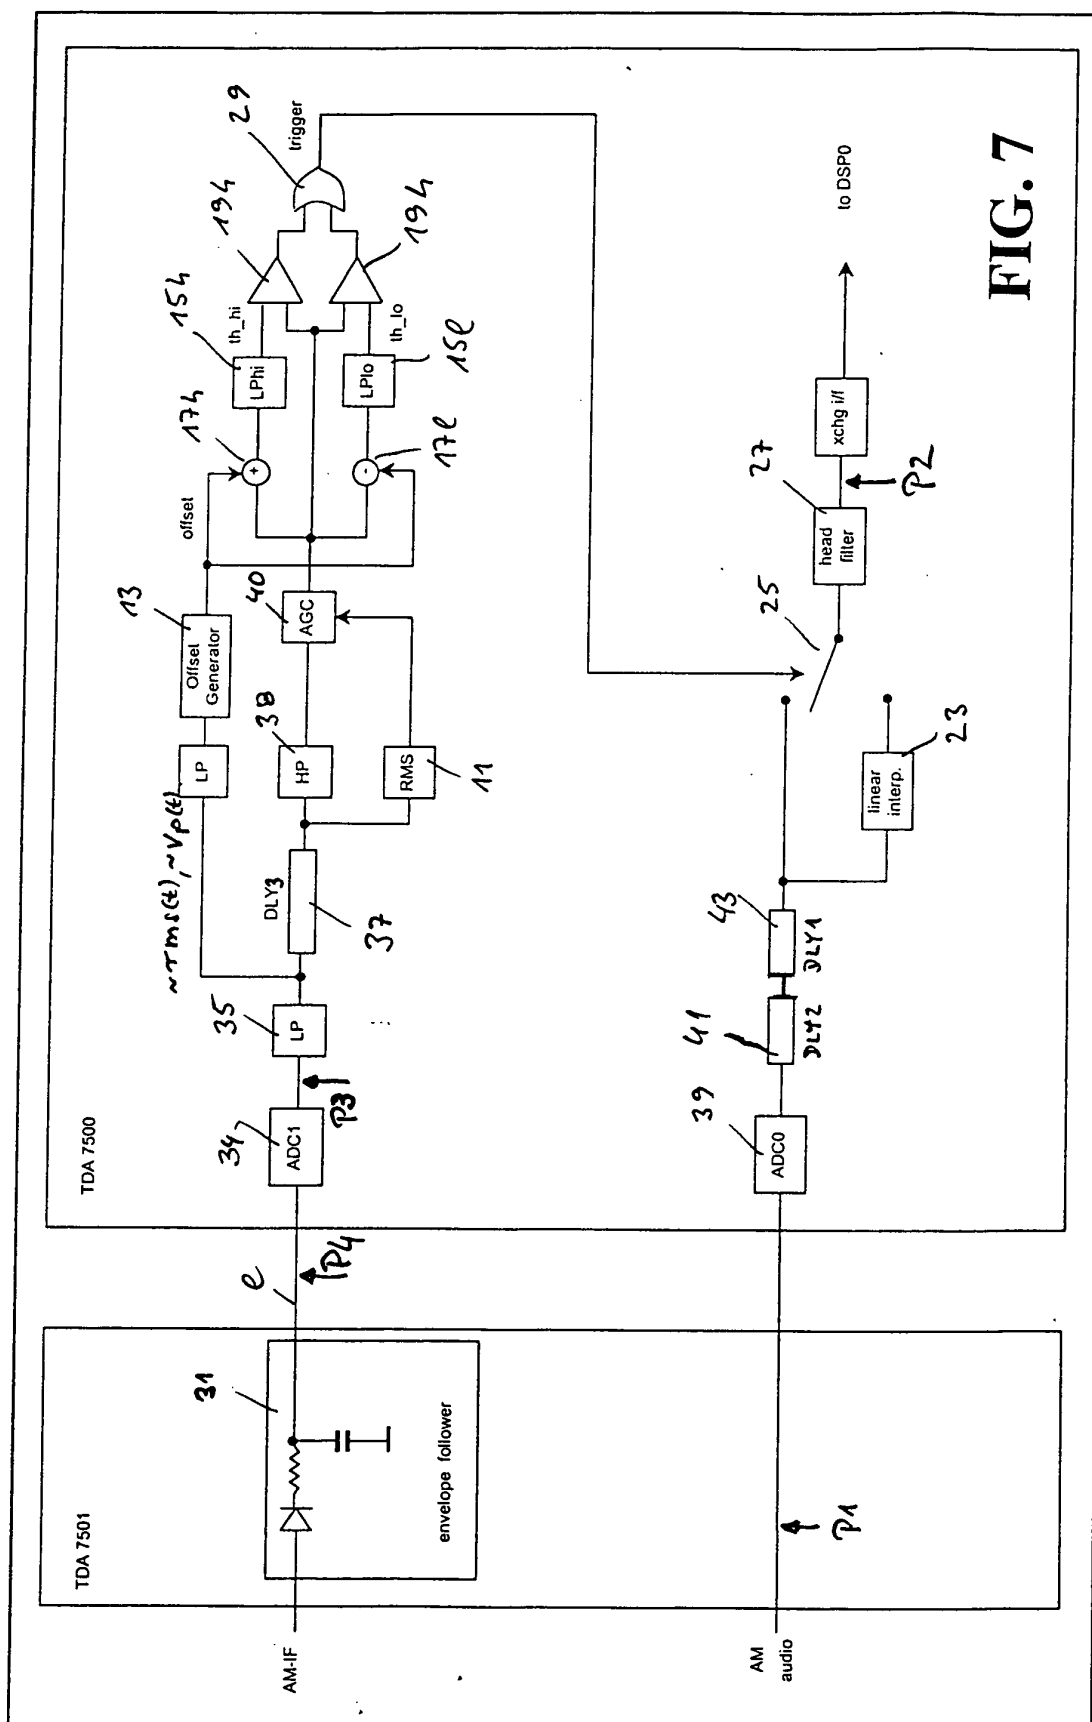 TDA 7501
TDA 7500
AM-IF
31
envelope follower
e
P4
34
ADC1
P3
35
LP
~rms(t), ~Vp(t)
LP
13
Offset
Generator
offset
DLY3
37
38
HP
RMS
11
40
AGC
17h
+
-
17l
15h
LPhi
LPlo
15l
th_hi
th_lo
19h
19h
29
trigger
AM
audio
P1
39
ADC0
41
DLY2
43
DLY1
linear
interp.
23
25
27
head
filter
P2
xchg i/f
to DSP0
FIG. 7